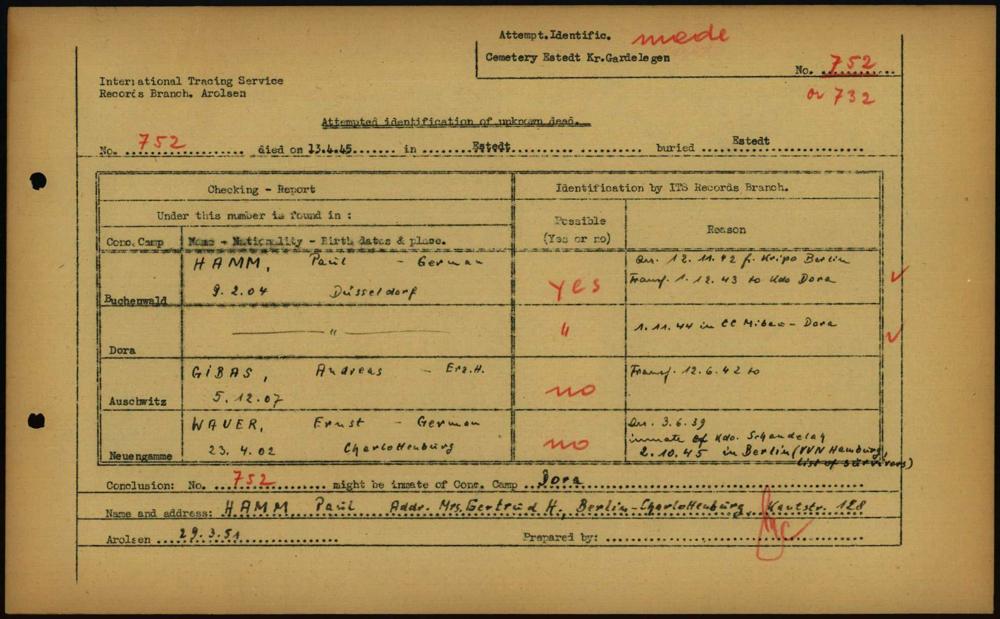 Attempt.Identific. made
Cemetery Estedt Kr.Gardelegen
No. 752
or 732
International Tracing Service
Records Branch. Arolsen
Attempted identification of unknown dead.
No. 752 died on 13.4.45 in Estedt buried Estedt
Checking - Report
Identification by ITS Records Branch.
Under this number is found in :
Possible
(Yes or no)
Reason
Conc.Camp
Name - Nationality - Birth dates & place.
HAMM, Paul - German
9.2.04 Düsseldorf
Buchenwald
yes
Arr. 12.11.42 f. Kripo Berlin
Transf. 1.12.43 to Kdo Dora
Dora
"
"
1.11.44 in CC Mibau - Dora
GIBAS, Andreas - Erz.H.
5.12.07
Auschwitz
no
Transf. 12.6.42 to
WAUER, Ernst - German
23.4.02 Charlottenburg
Neuengamme
no
Arr. 3.6.39
inmate of Kdo.
2.10.45 in Berlin (VVN Hamburg
list of survivors)
Conclusion: No. 752 might be inmate of Conc. Camp Dora
Name and address: HAMM, Paul Addr. Mrs. Gertrud H., Berlin-Charlottenburg, Kantstr. 128
Arolsen 29.3.51 Prepared by: